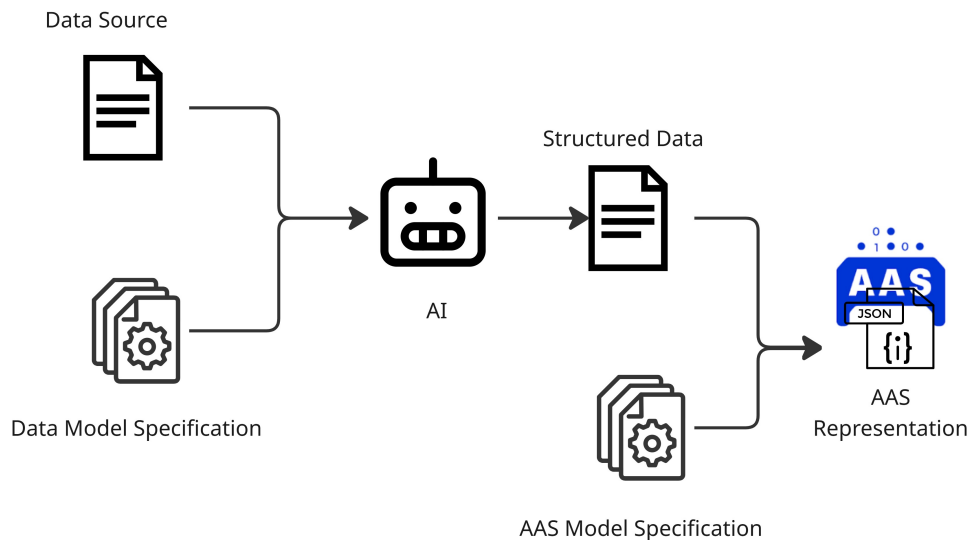 Data Source
Structured Data
0
1 0
AAS
JSON
{i}
AI
AAS
Representation
Data Model Specification
AAS Model Specification